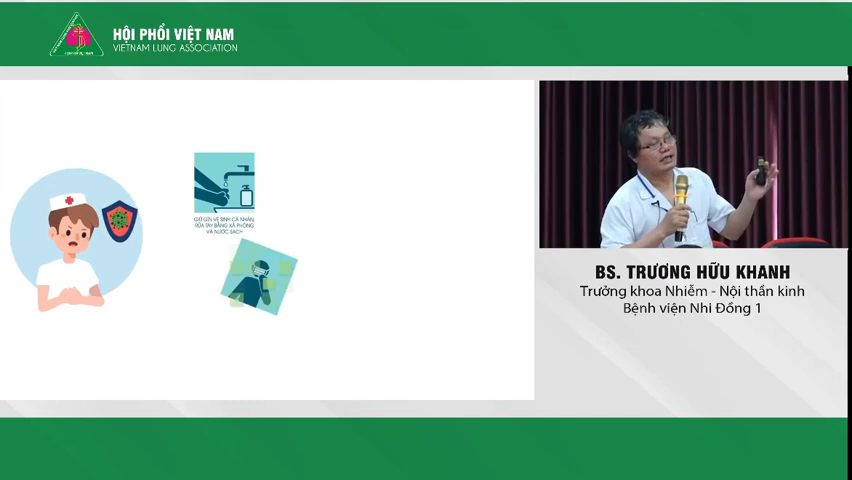 HỘI PHỔI VIỆT NAM
VIETNAM LUNG ASSOCIATION
GIỮ GÌN VỆ SINH CÁ NHÂN,
RỬA TAY BẰNG XÀ PHÒNG
VÀ NƯỚC SẠCH
BS. TRƯƠNG HỮU KHANH
Trưởng khoa Nhiễm - Nội thần kinh
Bệnh viện Nhi Đồng 1